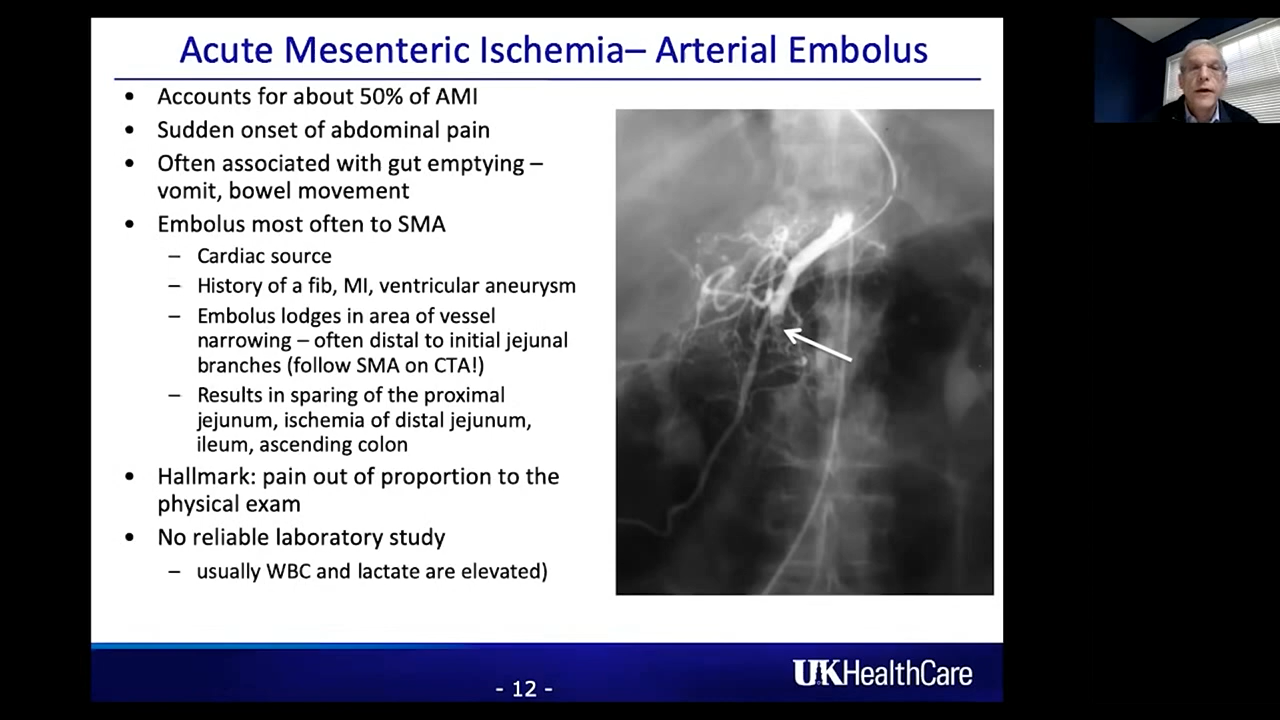 Acute Mesenteric Ischemia– Arterial Embolus
• Accounts for about 50% of AMI
• Sudden onset of abdominal pain
• Often associated with gut emptying –
vomit, bowel movement
• Embolus most often to SMA
– Cardiac source
– History of a fib, MI, ventricular aneurysm
– Embolus lodges in area of vessel
narrowing – often distal to initial jejunal
branches (follow SMA on CTA!)
– Results in sparing of the proximal
jejunum, ischemia of distal jejunum,
ileum, ascending colon
• Hallmark: pain out of proportion to the
physical exam
• No reliable laboratory study
– usually WBC and lactate are elevated)
- 12 -
UKHealthCare